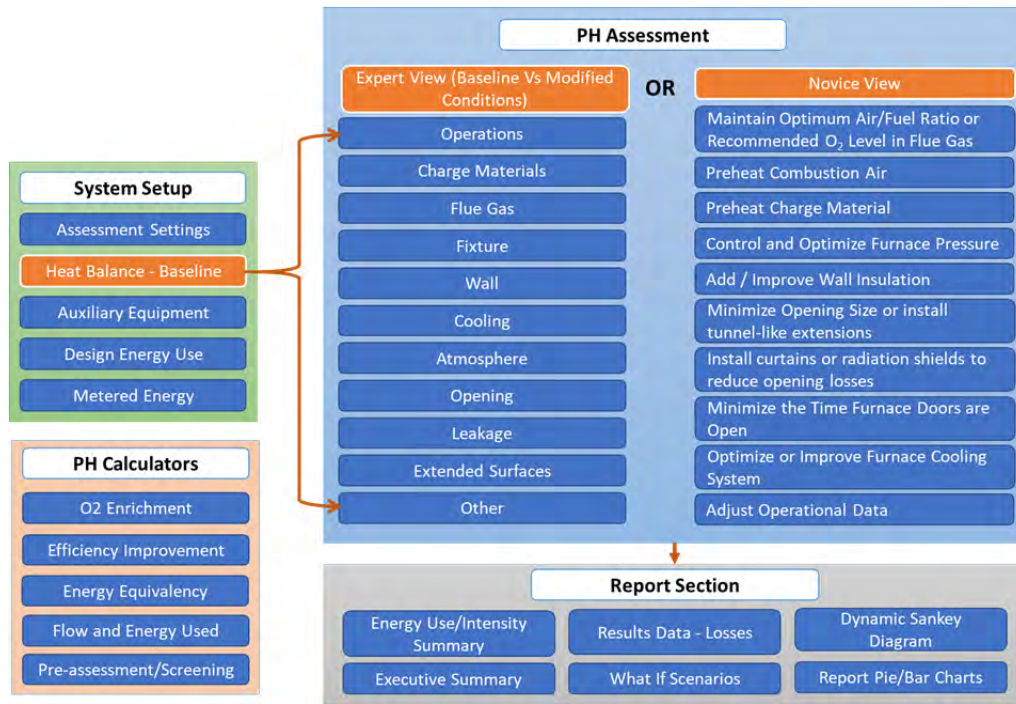 System Setup
Assessment Settings
Heat Balance - Baseline
Auxiliary Equipment
Design Energy Use
Metered Energy
PH Calculators
O2 Enrichment
Efficiency Improvement
Energy Equivalency
Flow and Energy Used
Pre-assessment/Screening
PH Assessment
Expert View (Baseline Vs Modified
Conditions)
Operations
Charge Materials
Flue Gas
Fixture
Wall
Cooling
Atmosphere
Opening
Leakage
Extended Surfaces
Other
OR
Novice View
Maintain Optimum Air/Fuel Ratio or
Recommended O₂ Level in Flue Gas
Preheat Combustion Air
Preheat Charge Material
Control and Optimize Furnace Pressure
Add / Improve Wall Insulation
Minimize Opening Size or install
tunnel-like extensions
Install curtains or radiation shields to
reduce opening losses
Minimize the Time Furnace Doors are
Open
Optimize or Improve Furnace Cooling
System
Adjust Operational Data
Report Section
Energy Use/Intensity
Summary
Results Data - Losses
Dynamic Sankey
Diagram
Executive Summary
What If Scenarios
Report Pie/Bar Charts